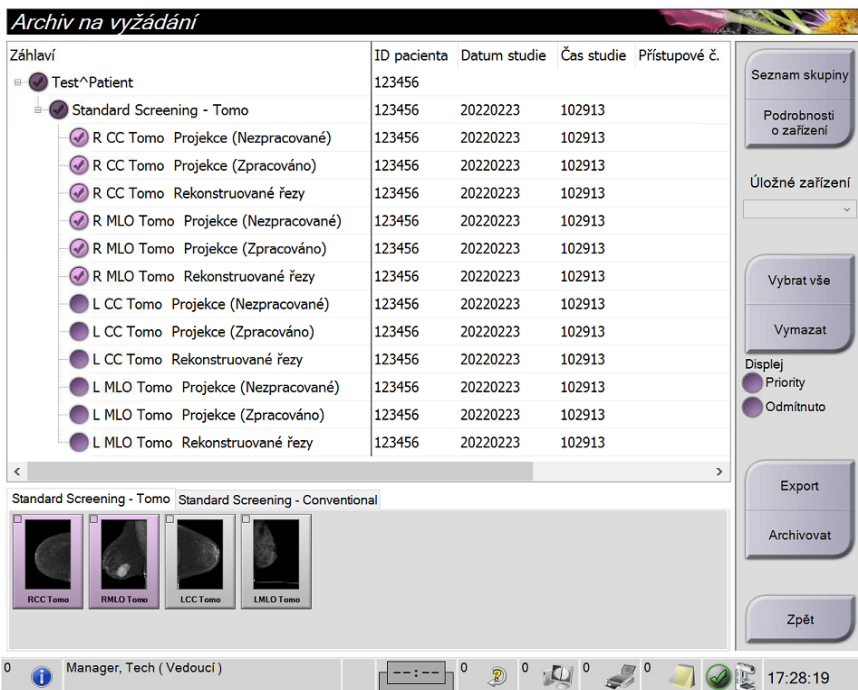 Archiv na vyžádání
Záhlaví ID pacienta Datum studie Čas studie Přístupové č.
Test^Patient 123456
Standard Screening - Tomo 123456 20220223 102913
R CC Tomo Projekce (Nezpracované) 123456 20220223 102913
R CC Tomo Projekce (Zpracováno) 123456 20220223 102913
R CC Tomo Rekonstruované řezy 123456 20220223 102913
R MLO Tomo Projekce (Nezpracované) 123456 20220223 102913
R MLO Tomo Projekce (Zpracováno) 123456 20220223 102913
R MLO Tomo Rekonstruované řezy 123456 20220223 102913
L CC Tomo Projekce (Nezpracované) 123456 20220223 102913
L CC Tomo Projekce (Zpracováno) 123456 20220223 102913
L CC Tomo Rekonstruované řezy 123456 20220223 102913
L MLO Tomo Projekce (Nezpracované) 123456 20220223 102913
L MLO Tomo Projekce (Zpracováno) 123456 20220223 102913
L MLO Tomo Rekonstruované řezy 123456 20220223 102913
Standard Screening - Tomo Standard Screening - Conventional
RCC Tomo RMLO Tomo LCC Tomo LMLO Tomo
Seznam skupiny
Podrobnosti
o zařízení
Úložné zařízení
Vybrat vše
Vymazat
Displej
Priority
Odmítnuto
Export
Archivovat
Zpět
0 Manager, Tech ( Vedoucí ) --:-- 0 0 0 0 17:28:19